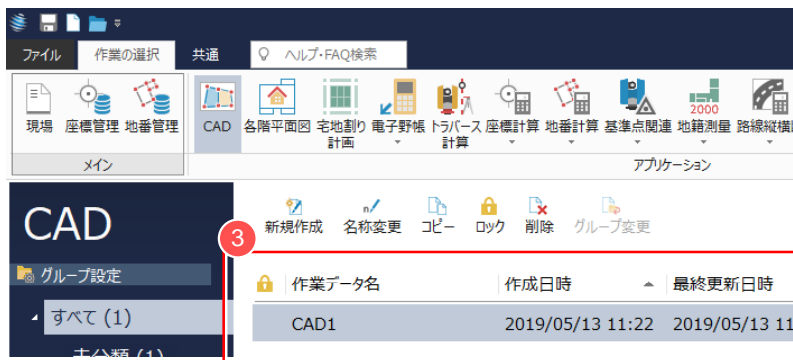 ファイル 作業の選択 共通 ヘルプ・FAQ検索
現場 座標管理 地番管理 CAD 各階平面図 宅地割り 電子野帳 トラバース 座標計算 地番計算 基準点関連 地籍測量 路線縦横
計画 計算 2000
メイン アプリケーション
CAD
新規作成 名称変更 コピー ロック 削除 グループ変更
3
グループ設定
作業データ名 作成日時 最終更新日時
すべて (1)
CAD1 2019/05/13 11:22 2019/05/13 11
未分類 (1)